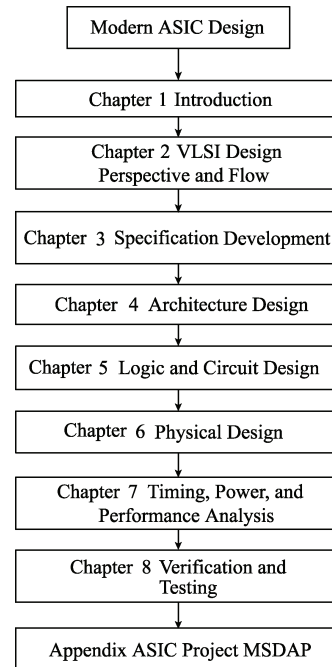 Modern ASIC Design
Chapter 1 Introduction
Chapter 2 VLSI Design
Perspective and Flow
Chapter 3 Specification Development
Chapter 4 Architecture Design
Chapter 5 Logic and Circuit Design
Chapter 6 Physical Design
Chapter 7 Timing, Power, and
Performance Analysis
Chapter 8 Verification and
Testing
Appendix ASIC Project MSDAP